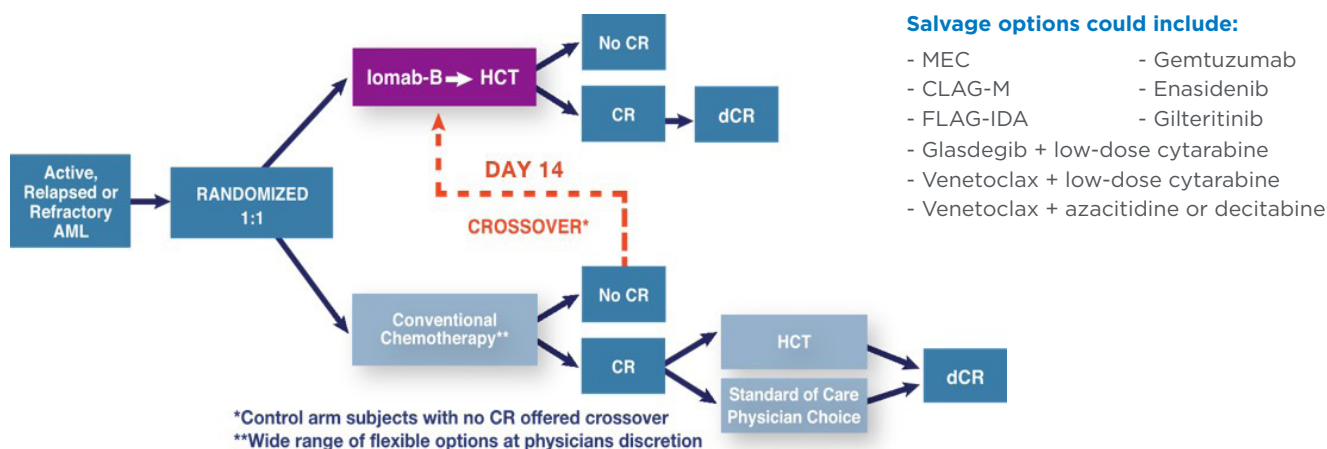 Active,
Relapsed or
Refractory
AML
RANDOMIZED
1:1
Iomab-B HCT
No CR
CR
dCR
DAY 14
CROSSOVER*
Conventional
Chemotherapy**
No CR
CR
HCT
Standard of Care
Physician Choice
dCR
*Control arm subjects with no CR offered crossover
**Wide range of flexible options at physicians discretion
Salvage options could include:
- MEC
- CLAG-M
- FLAG-IDA
- Gemtuzumab
- Enasidenib
- Gilteritinib
- Glasdegib + low-dose cytarabine
- Venetoclax + low-dose cytarabine
- Venetoclax + azacitidine or decitabine